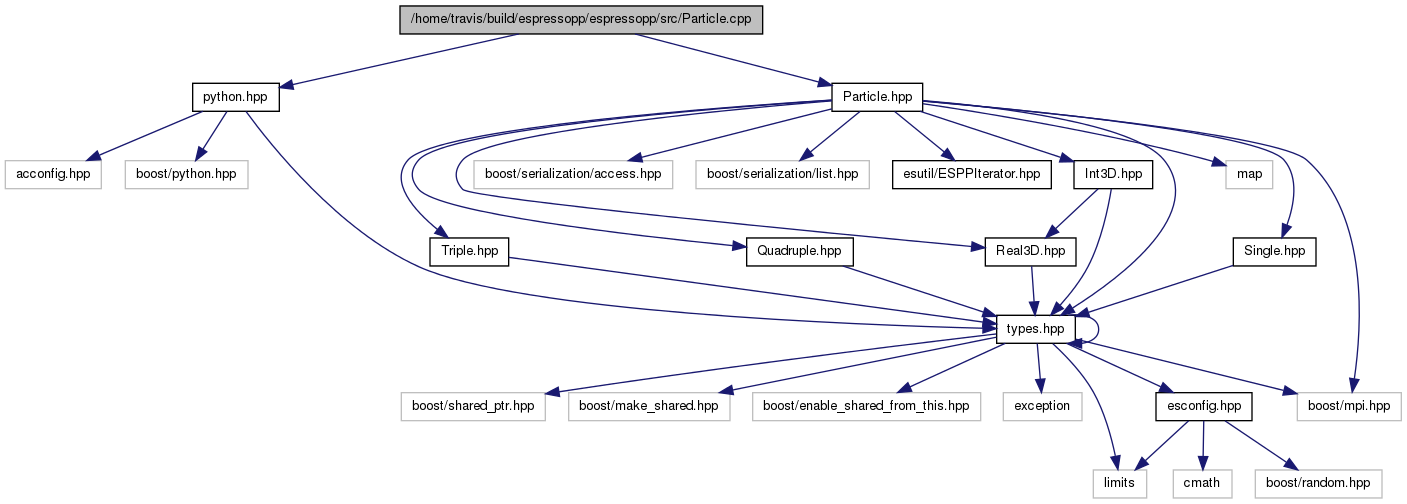 /home/travis/build/espressopp/espressopp/src/Particle.cpp
python.hpp
Particle.hpp
acconfig.hpp
boost/python.hpp
boost/serialization/access.hpp
boost/serialization/list.hpp
esutil/ESPPIterator.hpp
Int3D.hpp
map
Triple.hpp
Quadruple.hpp
Real3D.hpp
Single.hpp
types.hpp
boost/shared_ptr.hpp
boost/make_shared.hpp
boost/enable_shared_from_this.hpp
exception
esconfig.hpp
boost/mpi.hpp
limits
cmath
boost/random.hpp